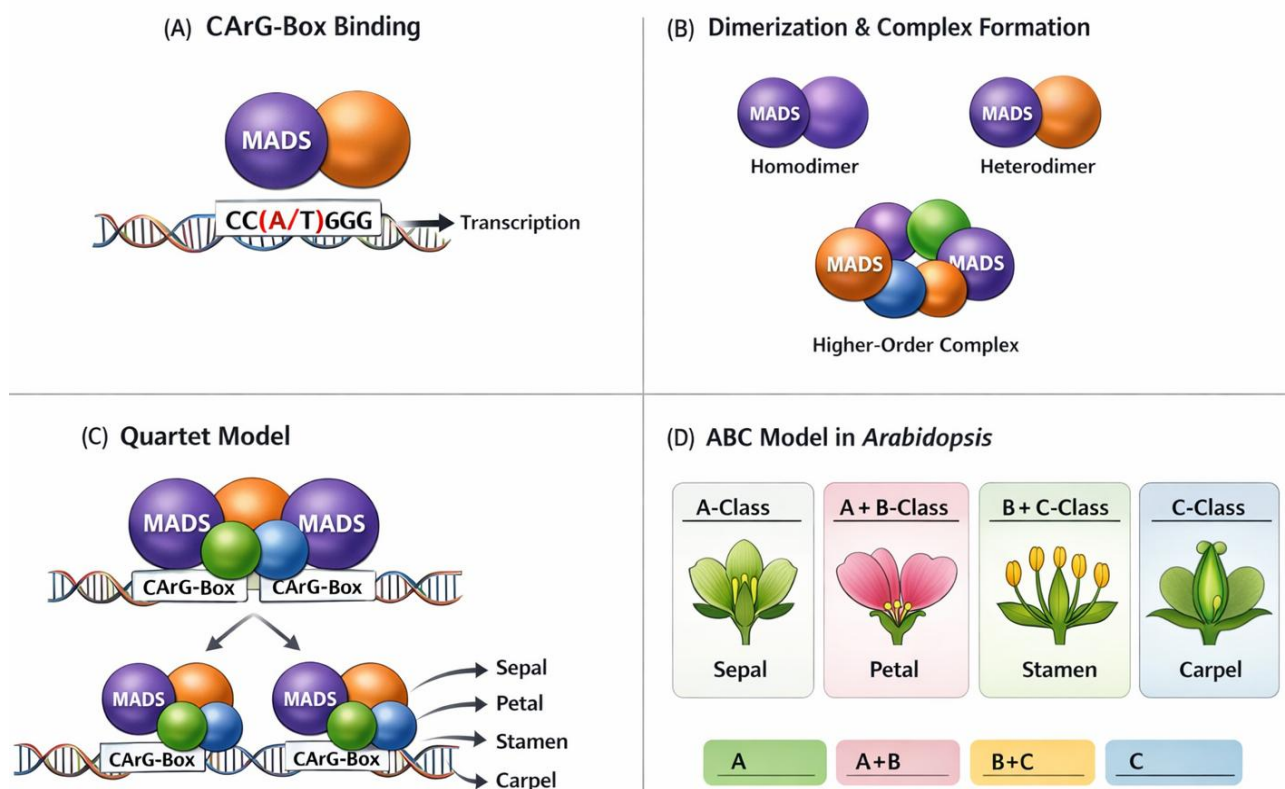 (A) CArG-Box Binding
MADS
CC(A/T)GGG
Transcription
(B) Dimerization & Complex Formation
MADS
Homodimer
MADS
Heterodimer
MADS
MADS
Higher-Order Complex
(C) Quartet Model
MADS
MADS
CArG-Box
CArG-Box
MADS
MADS
CArG-Box
CArG-Box
Sepal
Petal
Stamen
Carpel
(D) ABC Model in Arabidopsis
A-Class
A + B-Class
B + C-Class
C-Class
Sepal
Petal
Stamen
Carpel
A
A+B
B+C
C